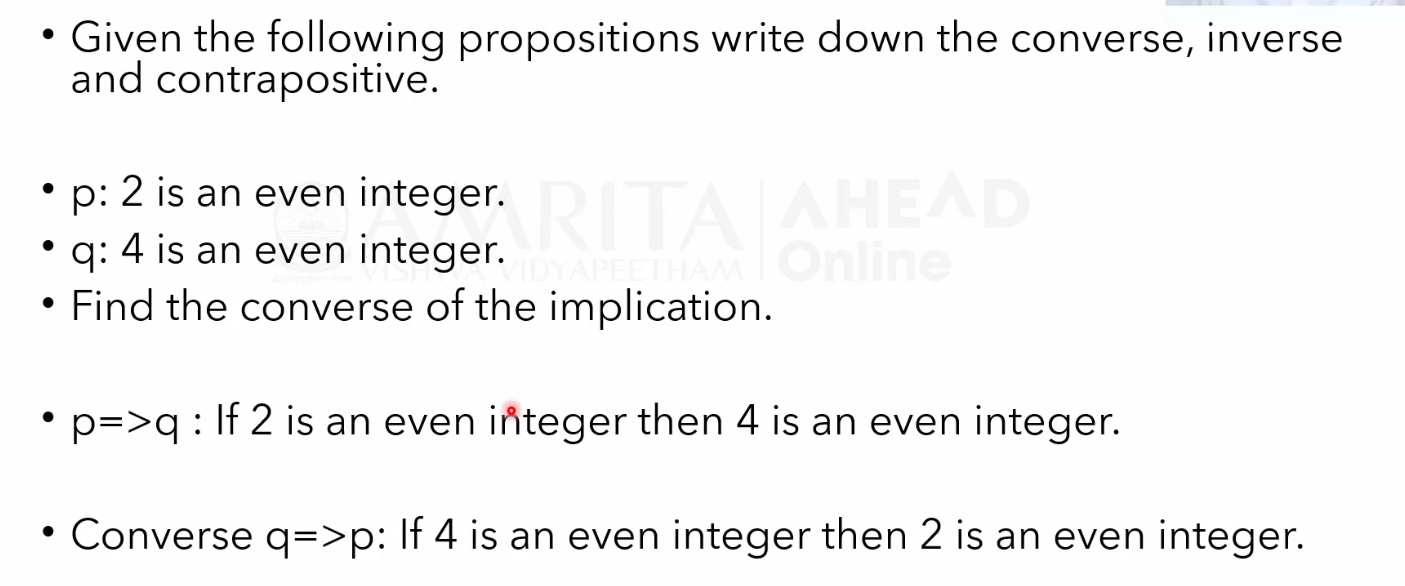 • Given the following propositions write down the converse, inverse
and contrapositive.
• p: 2 is an even integer.
• q: 4 is an even integer.
AMRITA AHEAD
VISHWA VIDYAPEETHAM Online
• Find the converse of the implication.
• p=>q : If 2 is an even integer then 4 is an even integer.
• Converse q=>p: If 4 is an even integer then 2 is an even integer.